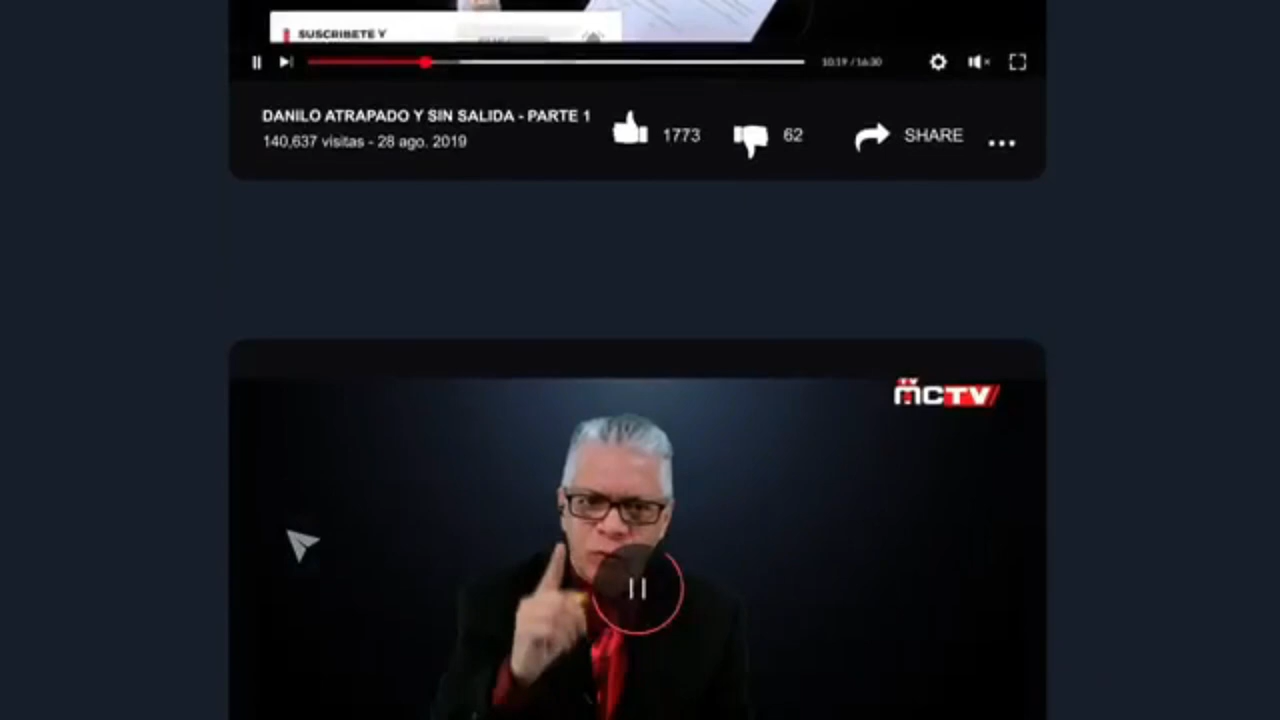 SUSCRIBETE Y
10:19 / 16:30
DANILO ATRAPADO Y SIN SALIDA - PARTE 1
140,637 visitas - 28 ago. 2019
1773
62
SHARE
MCTV